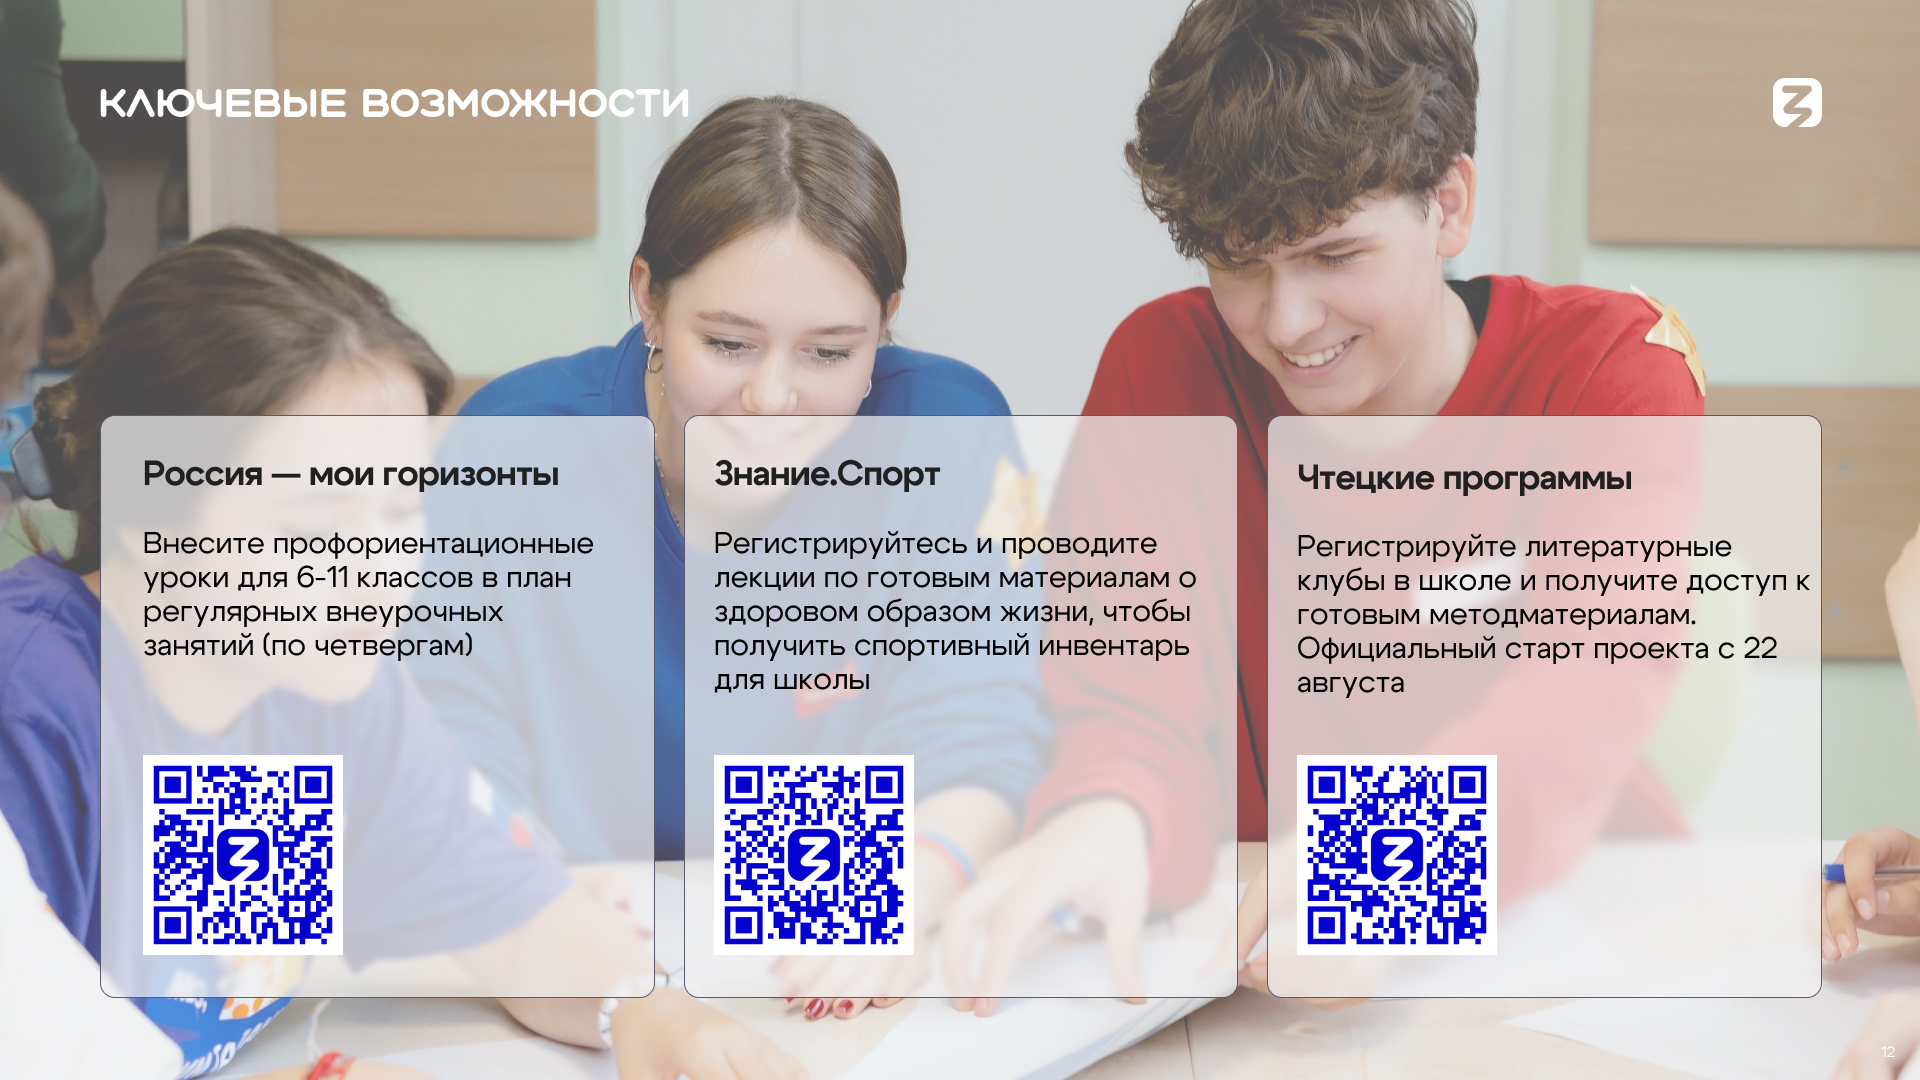 КЛЮЧЕВЫЕ ВОЗМОЖНОСТИ
Россия — мои горизонты
Внесите профориентационные
уроки для 6-11 классов в план
регулярных внеурочных
занятий (по четвергам)
Знание.Спорт
Регистрируйтесь и проводите
лекции по готовым материалам о
здоровом образом жизни, чтобы
получить спортивный инвентарь
для школы
Чтецкие программы
Регистрируйте литературные
клубы в школе и получите доступ к
готовым методматериалам.
Официальный старт проекта с 22
августа
12